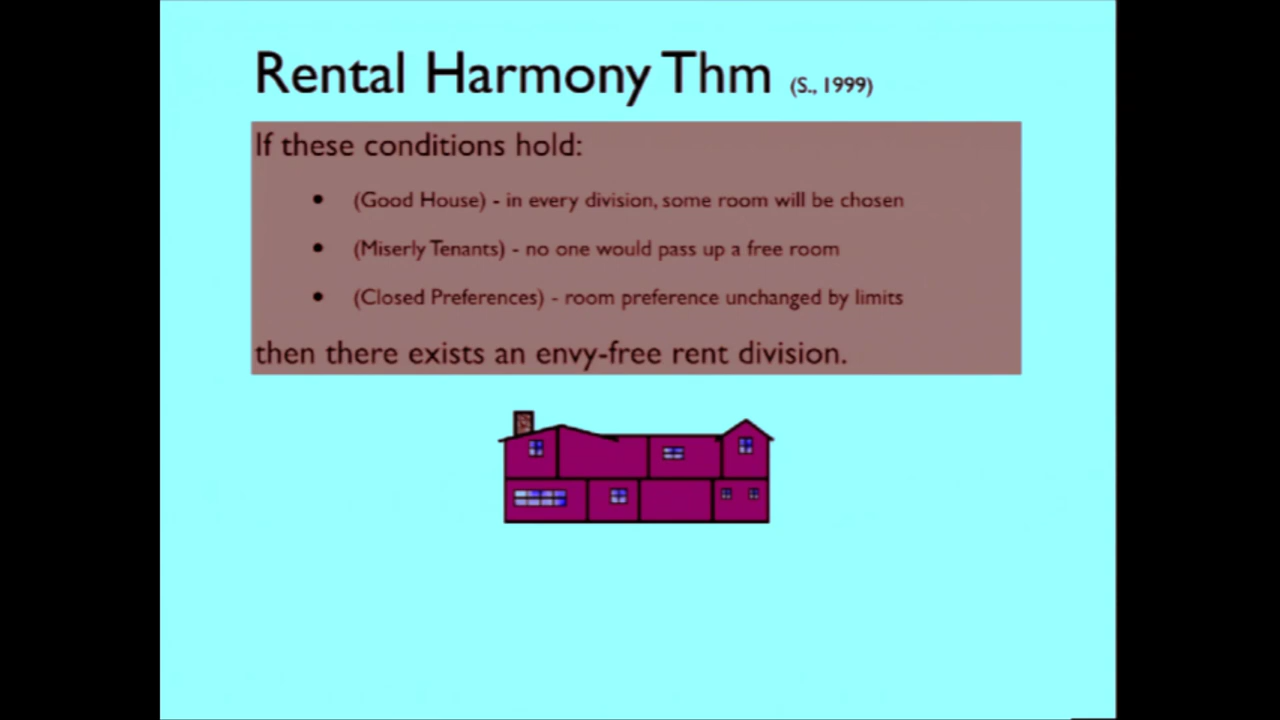 Rental Harmony Thm (S., 1999)
If these conditions hold:
• (Good House) - in every division, some room will be chosen
• (Miserly Tenants) - no one would pass up a free room
• (Closed Preferences) - room preference unchanged by limits
then there exists an envy-free rent division.